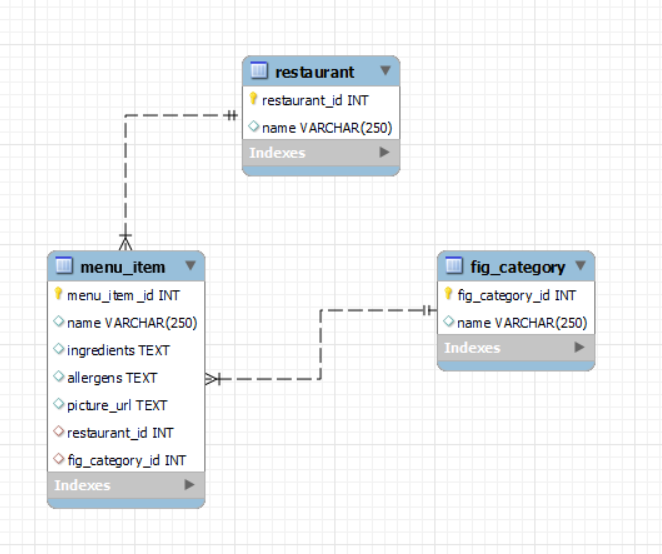 restaurant
restaurant_id INT
name VARCHAR(250)
Indexes
menu_item
menu_item_id INT
name VARCHAR(250)
ingredients TEXT
allergens TEXT
picture_url TEXT
restaurant_id INT
fig_category_id INT
Indexes
fig_category
fig_category_id INT
name VARCHAR(250)
Indexes